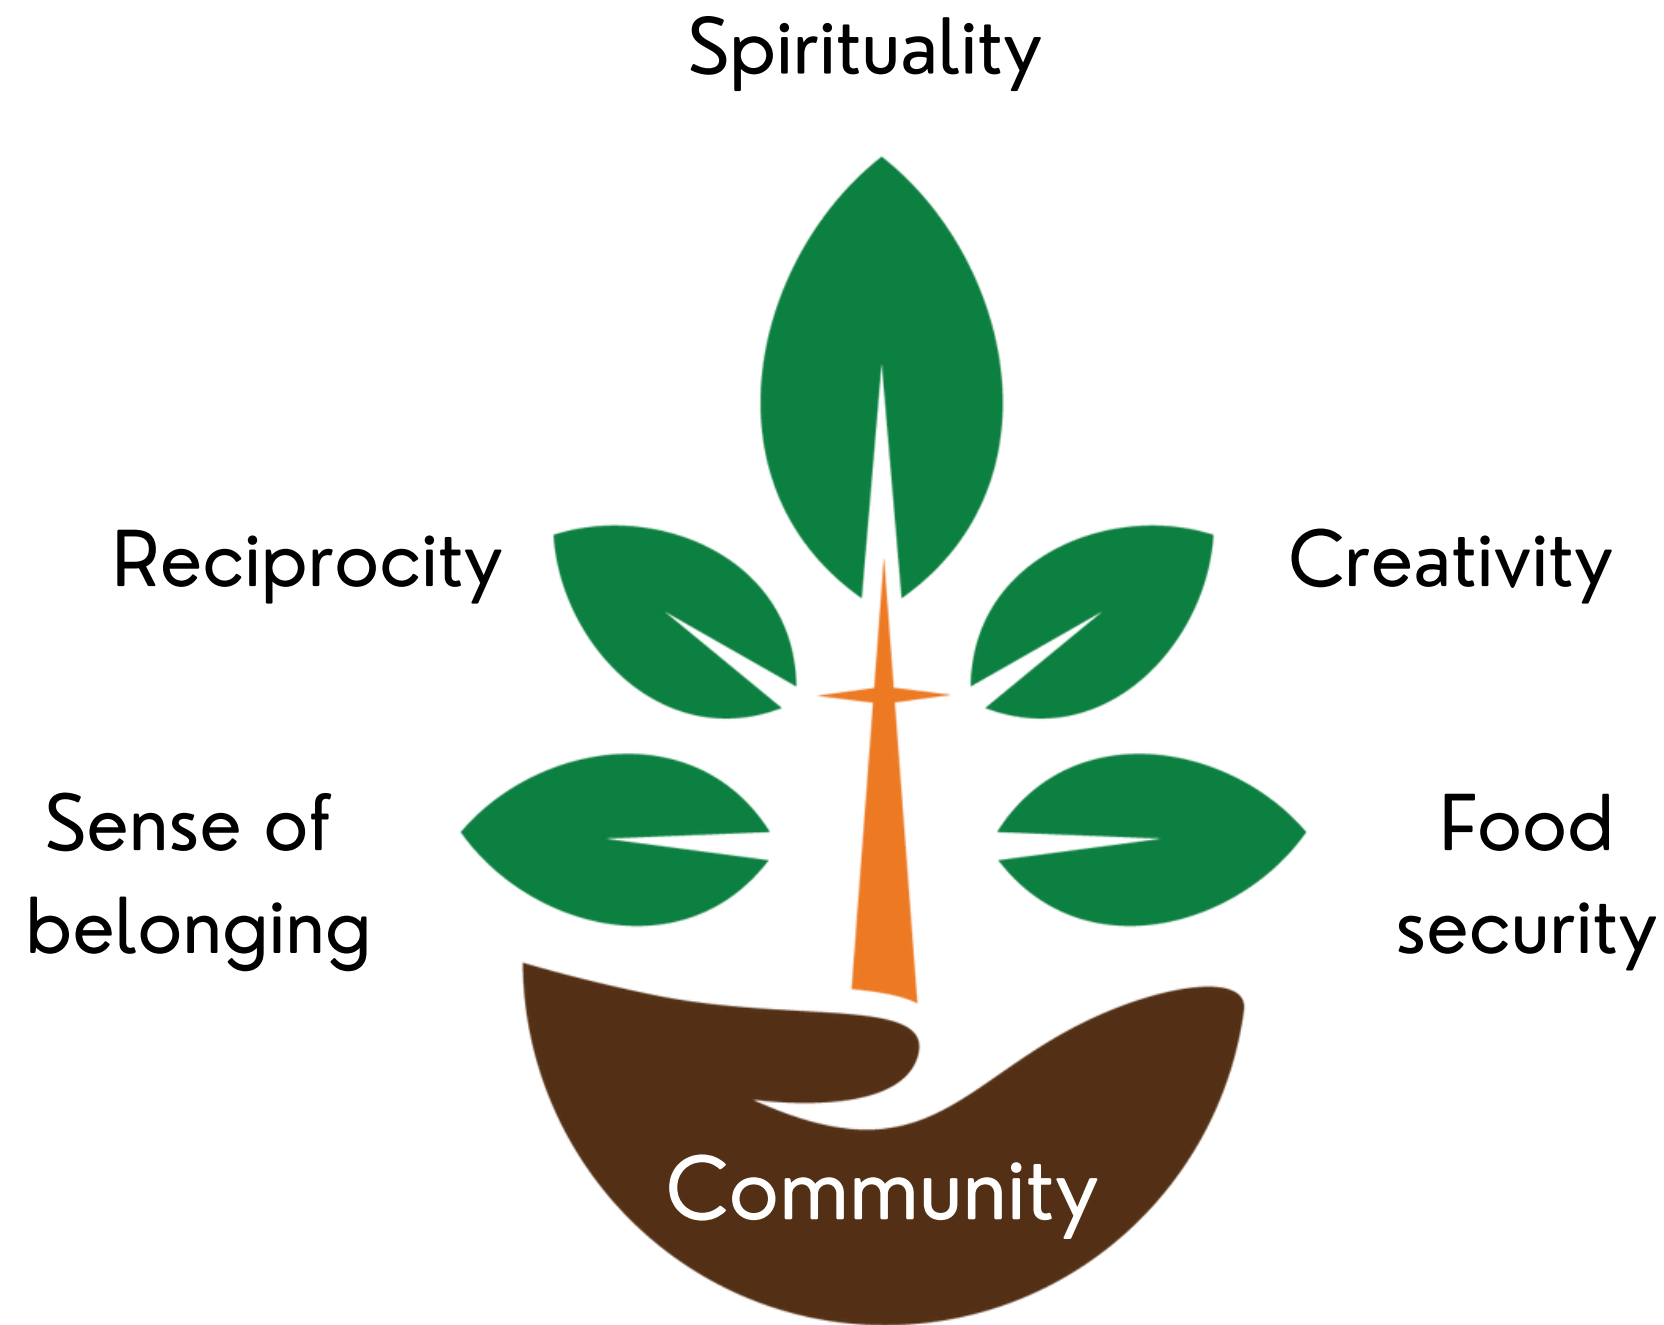 Spirituality
Reciprocity
Creativity
Sense of
belonging
Food
security
Community